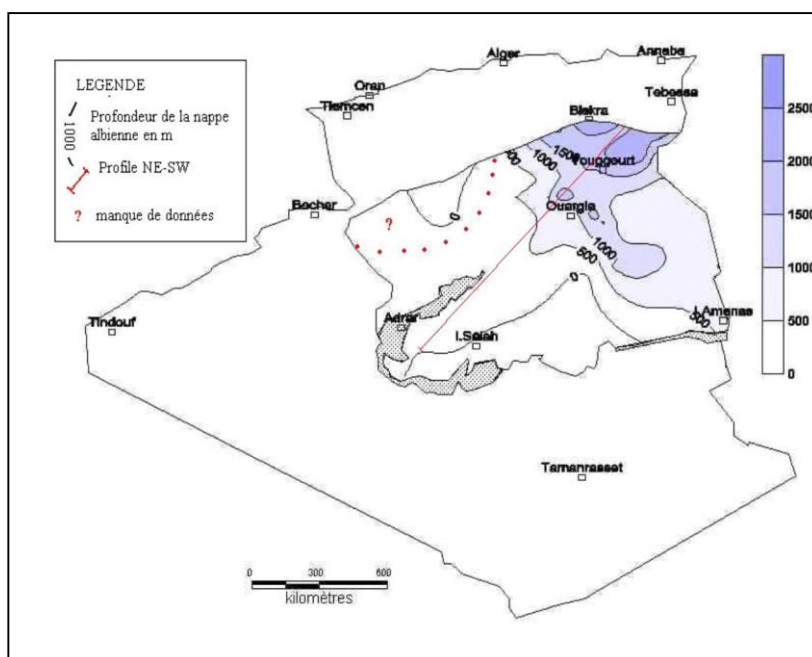 LEGENDE
1000
Profondeur de la nappe
albienne en m
Profile NE-SW
? manque de données
Alger
Annaba
Oran
Tlemcen
Tebessa
Biskra
500
1000
1500
Touggourt
Bechar
?
0
Ouargla
1000
500
0
Tindouf
Adrar
I.Salah
I.Amenas
500
Tamanrasset
2500
2000
1500
1000
500
0
0 300 600
kilomètres